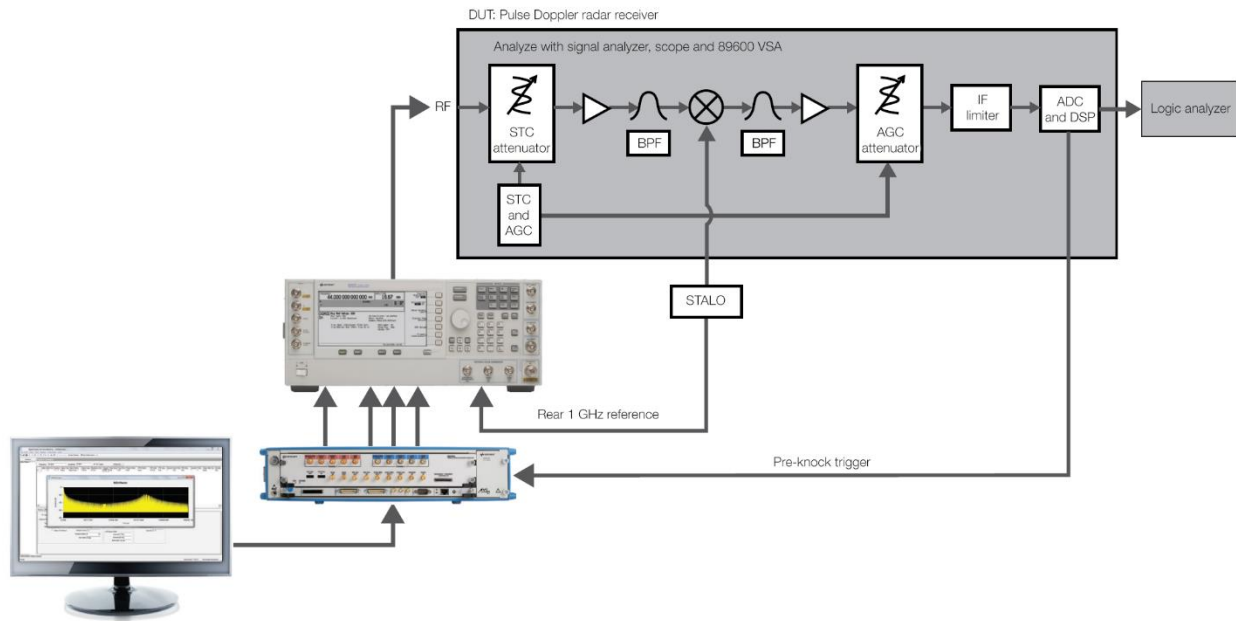 DUT: Pulse Doppler radar receiver
Analyze with signal analyzer, scope and 89600 VSA
RF
STC
attenuator
BPF
BPF
AGC
attenuator
IF
limiter
ADC
and DSP
Logic analyzer
STC
and
AGC
STALO
Rear 1 GHz reference
Pre-knock trigger